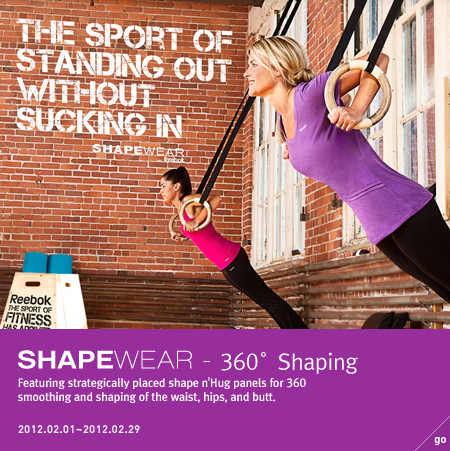 THE SPORT OF
STANDING OUT
WITHOUT
SUCKING IN
SHAPEWEAR
Reebok
Reebok
THE SPORT OF
FITNESS
HAS ARRIVED
SHAPEWEAR - 360° Shaping
Featuring strategically placed shape n'Hug panels for 360
smoothing and shaping of the waist, hips, and butt.
2012.02.01~2012.02.29
go